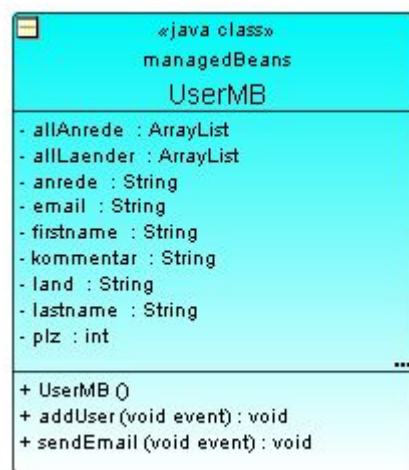 «java class»
managedBeans
UserMB
- allAnrede : ArrayList
- allLaender : ArrayList
- anrede : String
- email : String
- firstname : String
- kommentar : String
- land : String
- lastname : String
- plz : int
...
+ UserMB ()
+ addUser (void event) : void
+ sendEmail (void event) : void